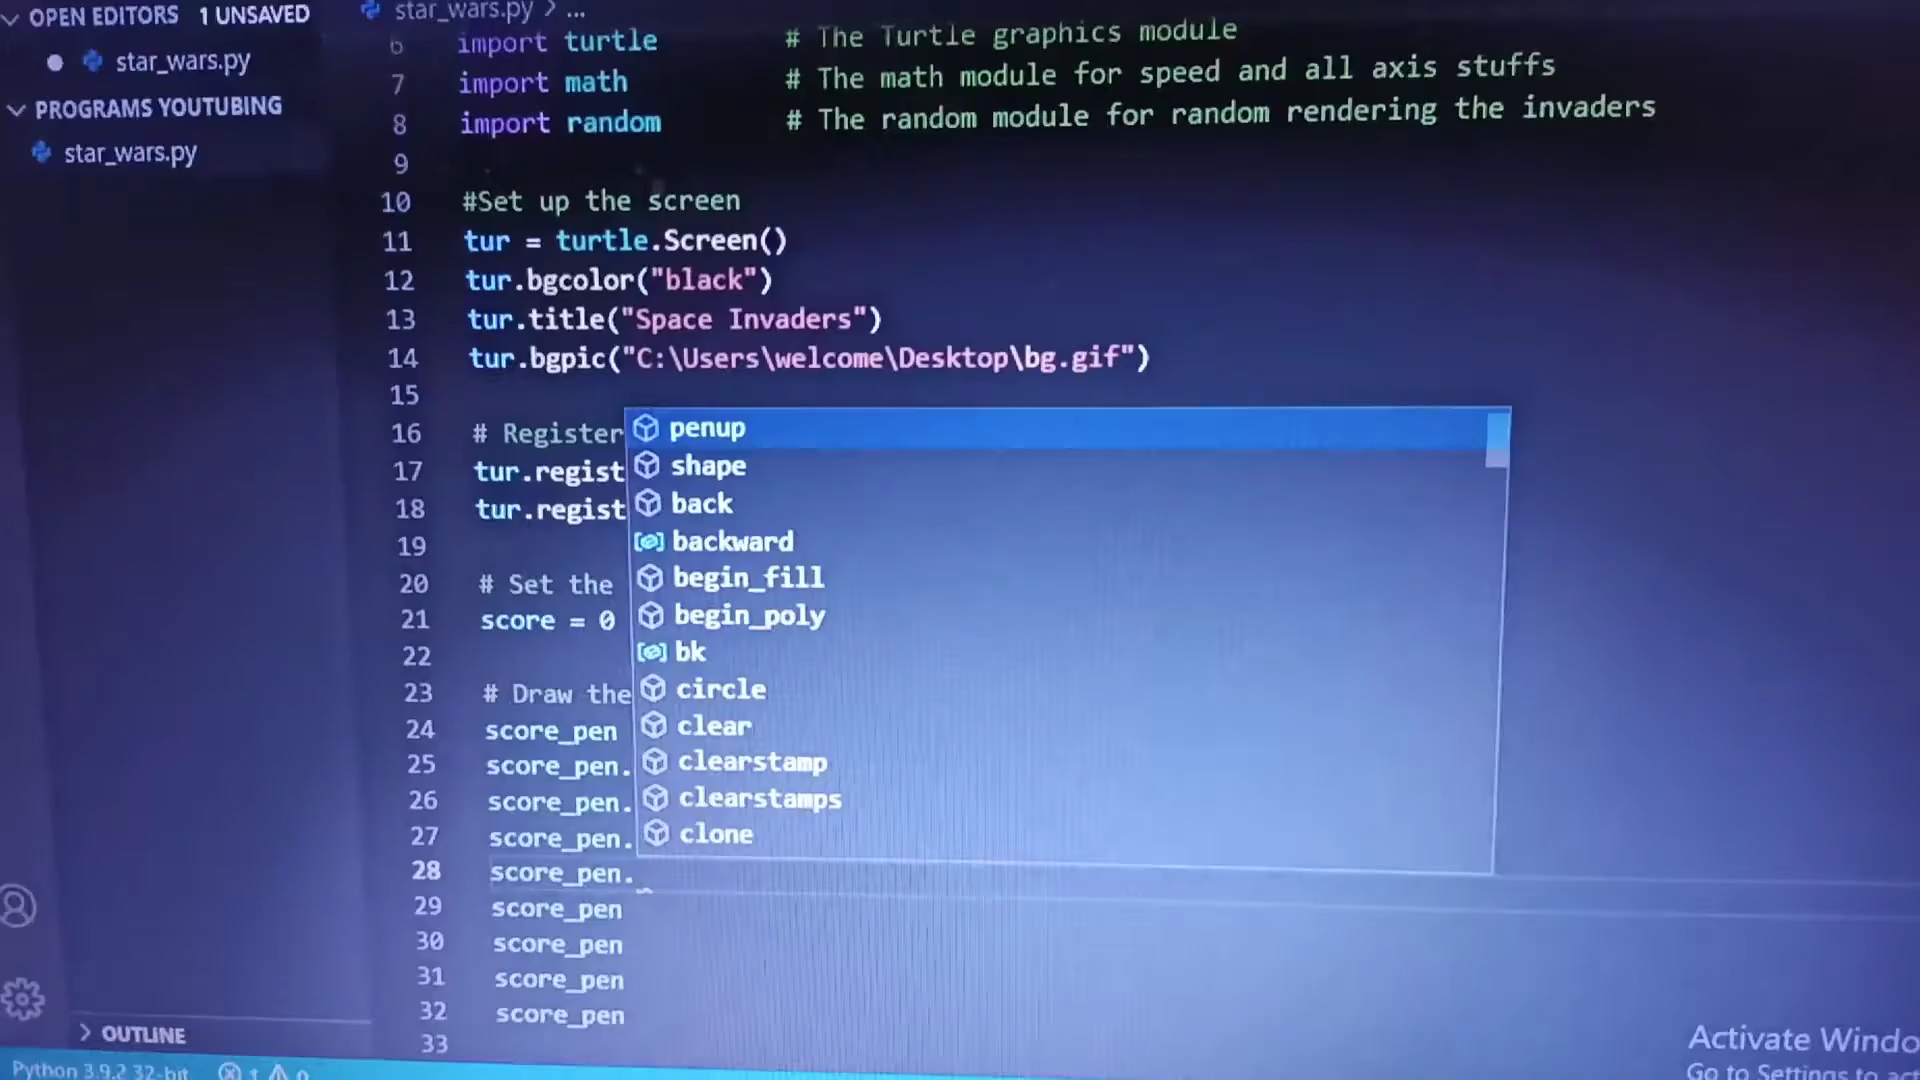 OPEN EDITORS 1 UNSAVED
star_wars.py
PROGRAMS YOUTUBING
star_wars.py
OUTLINE
star_wars.py > ...
6 import turtle # The Turtle graphics module
7 import math # The math module for speed and all axis stuffs
8 import random # The random module for random rendering the invaders
9
10 #Set up the screen
11 tur = turtle.Screen()
12 tur.bgcolor("black")
13 tur.title("Space Invaders")
14 tur.bgpic("C:\Users\welcome\Desktop\bg.gif")
15
16 # Register
17 tur.regist
18 tur.regist
19
20 # Set the
21 score = 0
22
23 # Draw the
24 score_pen
25 score_pen.
26 score_pen.
27 score_pen.
28 score_pen.
29 score_pen
30 score_pen
31 score_pen
32 score_pen
33
penup
shape
back
backward
begin_fill
begin_poly
bk
circle
clear
clearstamp
clearstamps
clone
Activate Windo
Go to Settings to act
Python 3.9.2 32-bit